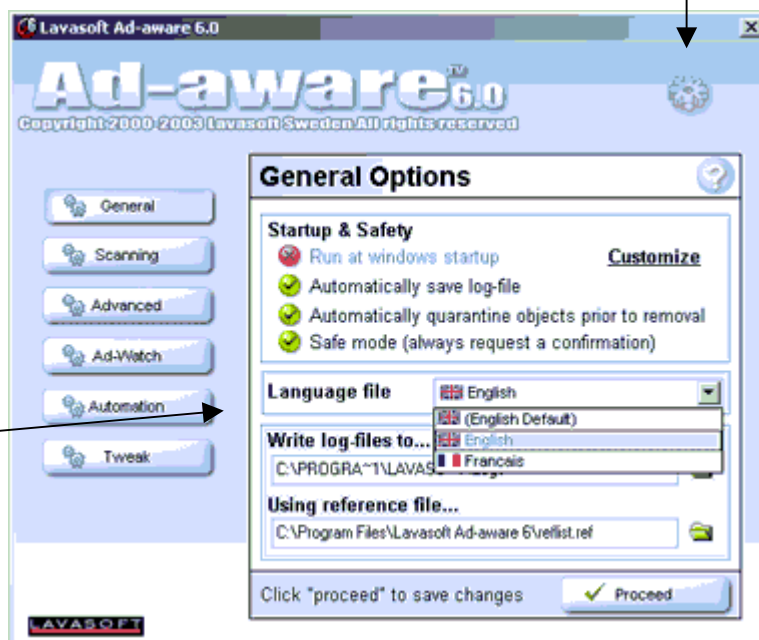 Lavasoft Ad-aware 6.0
Ad-aware 6.0 TM
Copyright 2000-2003 Lavasoft Sweden All rights reserved
General Options
General
Scanning
Advanced
Ad-Watch
Automation
Tweak
Startup & Safety
Run at windows startup
Customize
Automatically save log-file
Automatically quarantine objects prior to removal
Safe mode (always request a confirmation)
Language file
English
(English Default)
English
Francais
Write log-files to...
C:\PROGRA~1\LAVAS
Using reference file...
C:\Program Files\Lavasoft Ad-aware 6\reflist.ref
Click "proceed" to save changes
Proceed
LAVASOFT